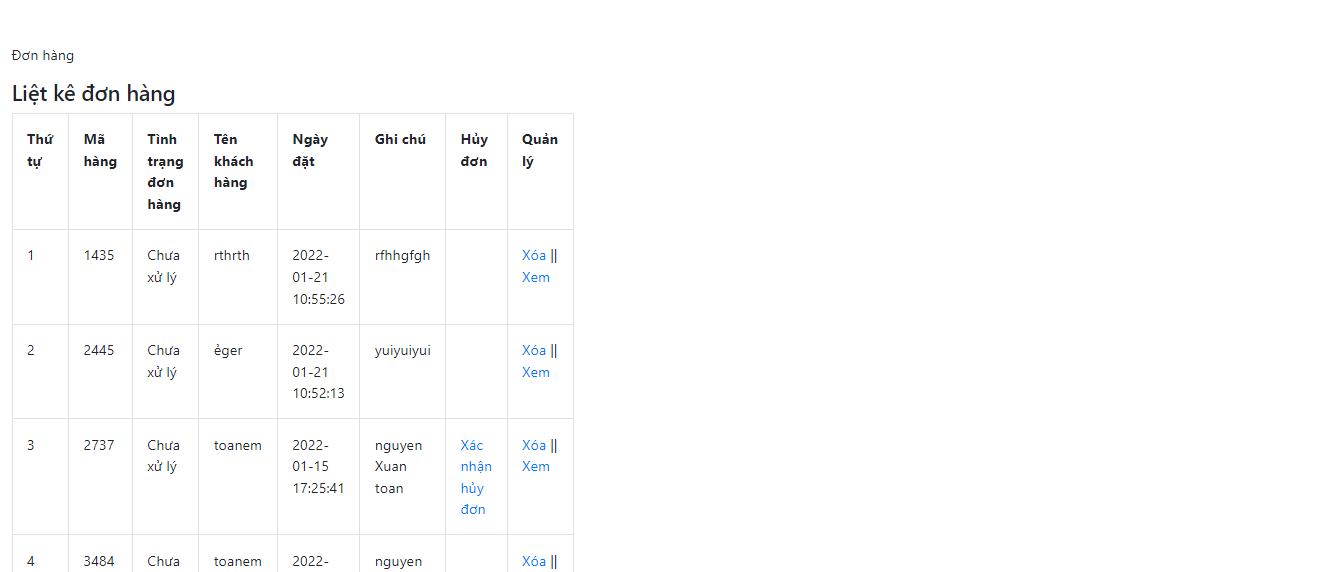 Đơn hàng
Liệt kê đơn hàng
Thứ tự Mã hàng Tình trạng đơn hàng Tên khách hàng Ngày đặt Ghi chú Hủy đơn Quản lý
1 1435 Chưa xử lý rthrth 2022-01-21 10:55:26 rfhhgfgh Xóa || Xem
2 2445 Chưa xử lý ẻger 2022-01-21 10:52:13 yuiyuiyui Xóa || Xem
3 2737 Chưa xử lý toanem 2022-01-15 17:25:41 nguyen Xuan toan Xác nhận hủy đơn Xóa || Xem
4 3484 Chưa toanem 2022- nguyen Xóa ||